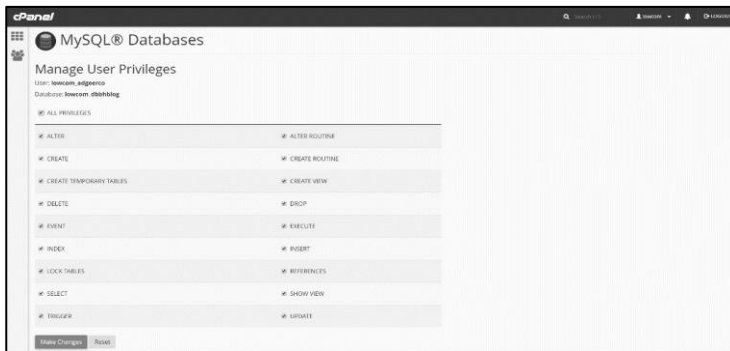 cPanel
lowcom
LOGOUT
MySQL® Databases
Manage User Privileges
User: lowcom_adgeerco
Database: lowcom_dbbhblog
ALL PRIVILEGES
ALTER ALTER ROUTINE
CREATE CREATE ROUTINE
CREATE TEMPORARY TABLES CREATE VIEW
DELETE DROP
EVENT EXECUTE
INDEX INSERT
LOCK TABLES REFERENCES
SELECT SHOW VIEW
TRIGGER UPDATE
Make Changes Reset